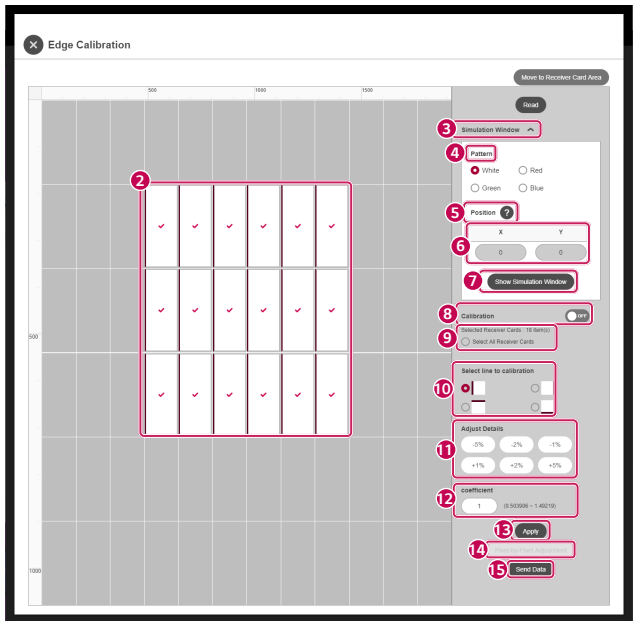 Edge Calibration
Move to Receiver Card Area
500
1000
1500
Read
3
Simulation Window
4
Pattern
White
Red
Green
Blue
2
5
Position ?
6
X Y
0 0
7
Show Simulation Window
8
Calibration
OFF
9
Selected Receiver Cards : 18 item(s)
Select All Receiver Cards
500
10
Select line to calibration
11
Adjust Details
-5% -2% -1%
+1% +2% +5%
12
coefficient
1 (0.503906 ~ 1.49219)
13
Apply
14
15
Send Data
1000